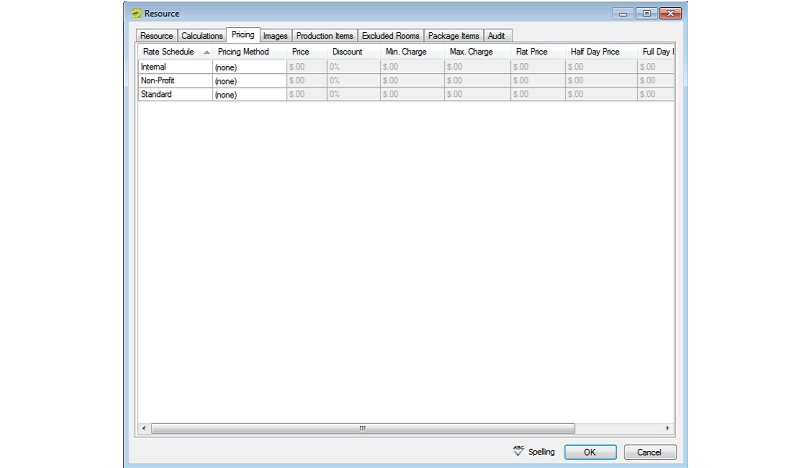 Resource
Resource Calculations Pricing Images Production Items Excluded Rooms Package Items Audit
Rate Schedule Pricing Method Price Discount Min. Charge Max. Charge Flat Price Half Day Price Full Day
Internal (none) $.00 0% $.00 $.00 $.00 $.00 $.00
Non-Profit (none) $.00 0% $.00 $.00 $.00 $.00 $.00
Standard (none) $.00 0% $.00 $.00 $.00 $.00 $.00
ABC Spelling OK Cancel